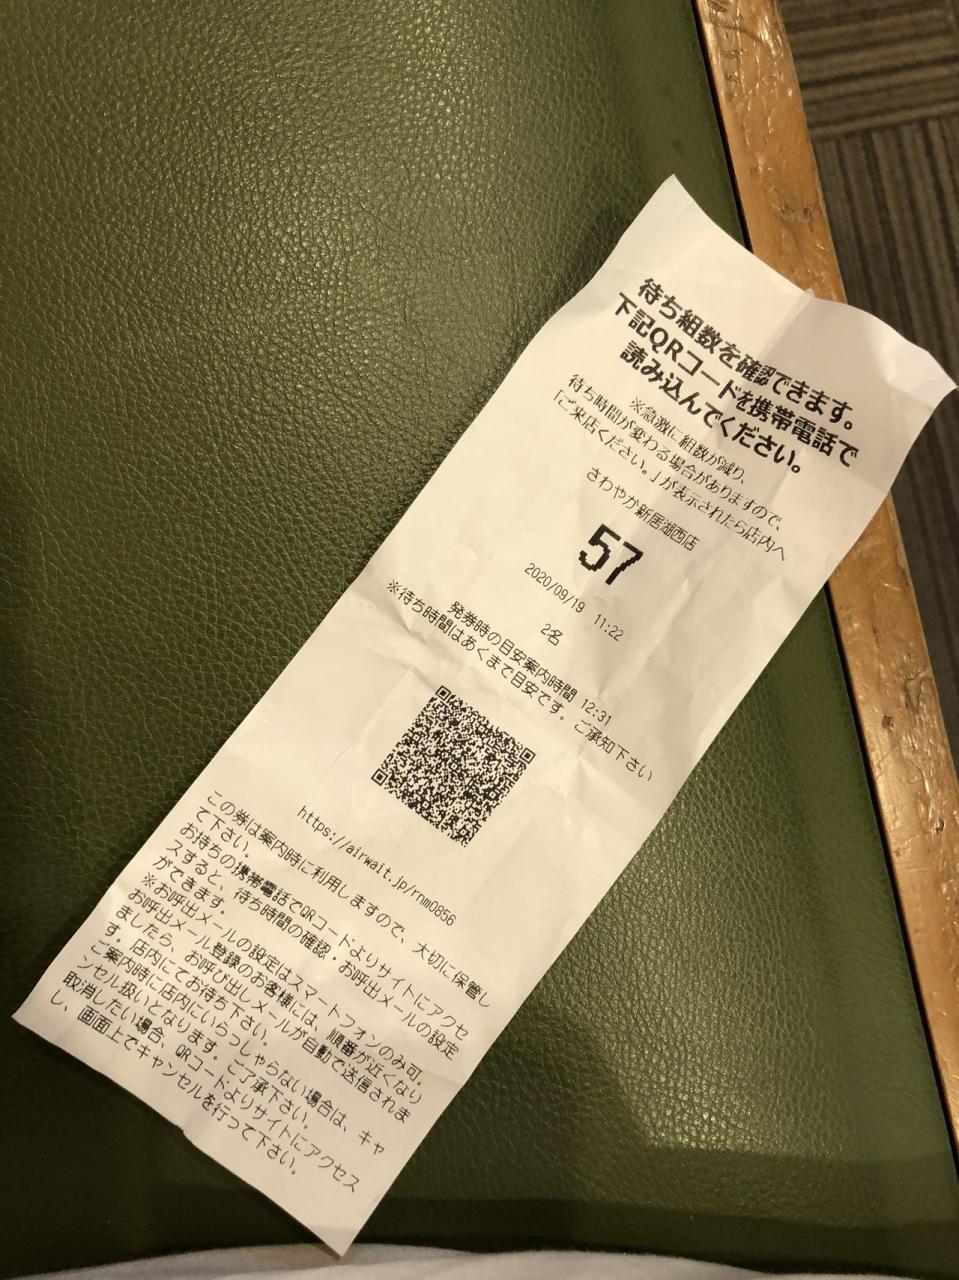 待ち組数を確認できます。
下記QRコードを携帯電話で
読み込んでください。
※急激に組数が減り、
待ち時間が変わる場合がありますので、
「ご来店ください。」が表示されたら店内へ
さわやか新居湖西店
57
2020/09/19 11:22
2名
発券時の目安案内時間 12:31
※待ち時間はあくまで目安です。ご承知下さい
https://airwait.jp/rnm0856
この券は案内時に利用しますので、大切に保管し
て下さい。
お持ちの携帯電話でQRコードよりサイトにアクセ
スすると、待ち時間の確認・お呼出メールの設定
ができます。
※お呼出メールの設定はスマートフォンのみ可。
お呼出メール登録のお客様には、順番が近くなり
ましたら、お呼び出しメールが自動で送信されま
す。店内にてお待ち下さい。
ご案内時に店内にいらっしゃらない場合は、キャ
ンセル扱いとなります。ご了承下さい。
取消したい場合、QRコードよりサイトにアクセス
し、画面上でキャンセルを行って下さい。